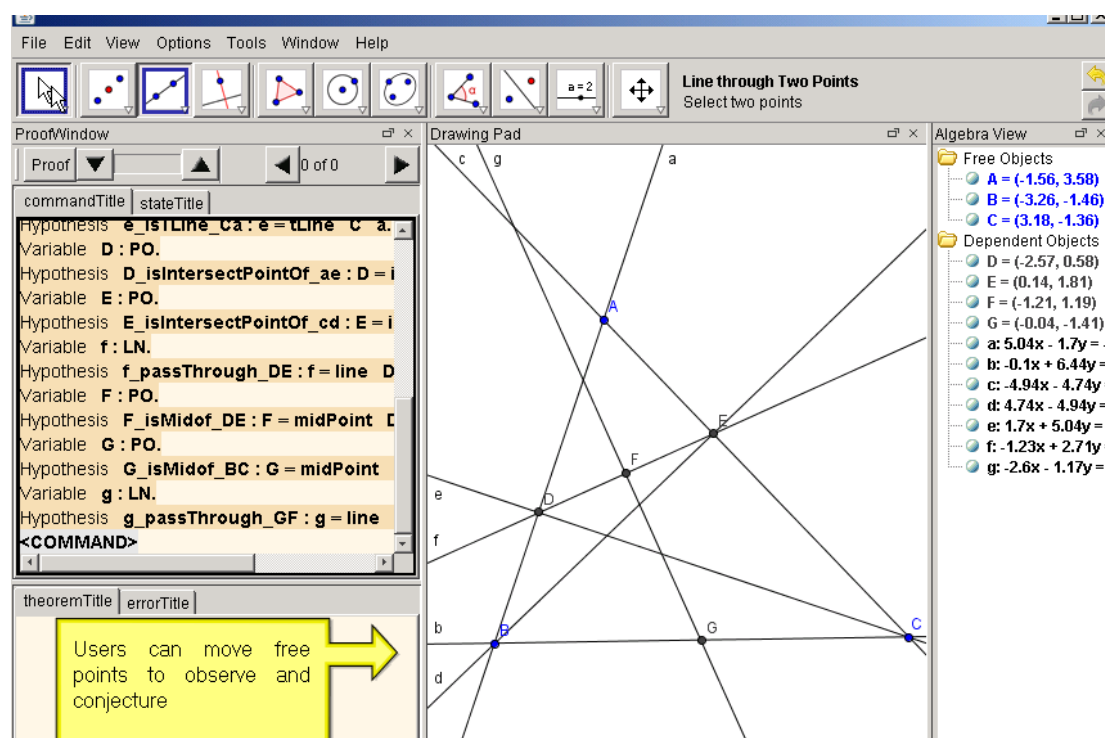 File Edit View Options Tools Window Help
a=2
Line through Two Points
Select two points
ProofWindow
Proof
0 of 0
commandTitle stateTitle
Hypothesis e_isTLine_Ca : e = tLine C a.
Variable D : PO.
Hypothesis D_isIntersectPointOf_ae : D = i
Variable E : PO.
Hypothesis E_isIntersectPointOf_cd : E = i
Variable f : LN.
Hypothesis f_passThrough_DE : f = line D
Variable F : PO.
Hypothesis F_isMidof_DE : F = midPoint D
Variable G : PO.
Hypothesis G_isMidof_BC : G = midPoint
Variable g : LN.
Hypothesis g_passThrough_GF : g = line
<COMMAND>
theoremTitle errorTitle
Users can move free
points to observe and
conjecture
Drawing Pad
c g a
A
E
F
e D
f
b B G C
d
Algebra View
Free Objects
A = (-1.56, 3.58)
B = (-3.26, -1.46)
C = (3.18, -1.36)
Dependent Objects
D = (-2.57, 0.58)
E = (0.14, 1.81)
F = (-1.21, 1.19)
G = (-0.04, -1.41)
a: 5.04x - 1.7y = -
b: -0.1x + 6.44y =
c: -4.94x - 4.74y =
d: 4.74x - 4.94y =
e: 1.7x + 5.04y =
f: -1.23x + 2.71y
g: -2.6x - 1.17y =